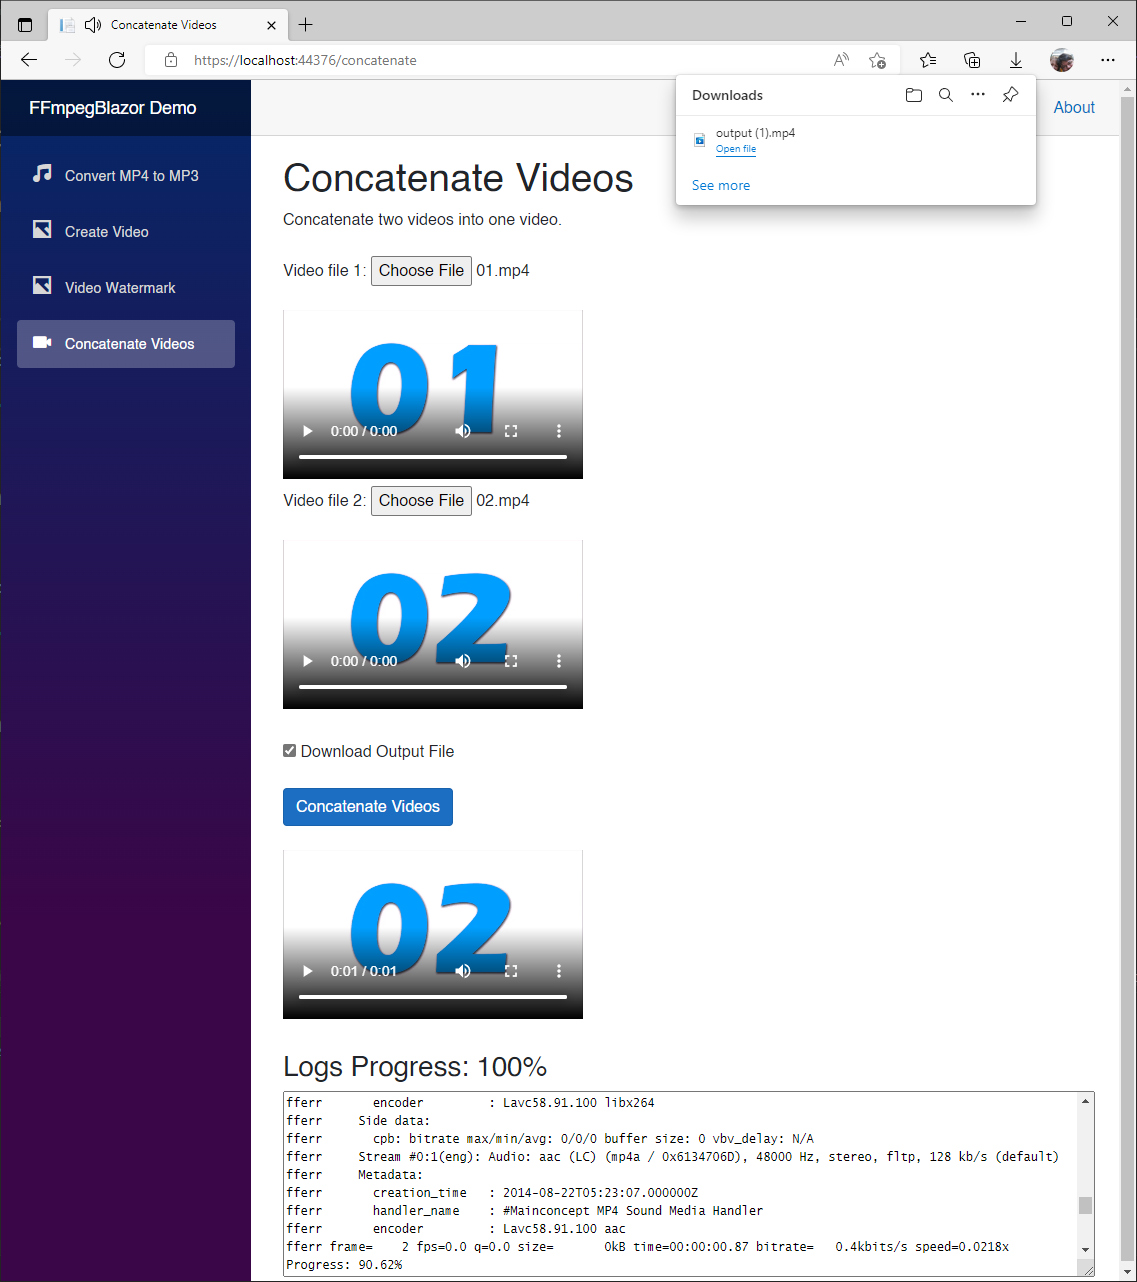 Concatenate Videos
https://localhost:44376/concatenate
Downloads
output (1).mp4
Open file
See more
FFmpegBlazor Demo
About
Convert MP4 to MP3
Create Video
Video Watermark
Concatenate Videos
Concatenate Videos
Concatenate two videos into one video.
Video file 1: Choose File 01.mp4
01
0:00 / 0:00
Video file 2: Choose File 02.mp4
02
0:00 / 0:00
Download Output File
Concatenate Videos
02
0:01 / 0:01
Logs Progress: 100%
fferr encoder : Lavc58.91.100 libx264
fferr Side data:
fferr cpb: bitrate max/min/avg: 0/0/0 buffer size: 0 vbv_delay: N/A
fferr Stream #0:1(eng): Audio: aac (LC) (mp4a / 0x6134706D), 48000 Hz, stereo, fltp, 128 kb/s (default)
fferr Metadata:
fferr creation_time : 2014-08-22T05:23:07.000000Z
fferr handler_name : #Mainconcept MP4 Sound Media Handler
fferr encoder : Lavc58.91.100 aac
fferr frame= 2 fps=0.0 q=0.0 size= 0kB time=00:00:00.87 bitrate= 0.4kbits/s speed=0.0218x
Progress: 90.62%